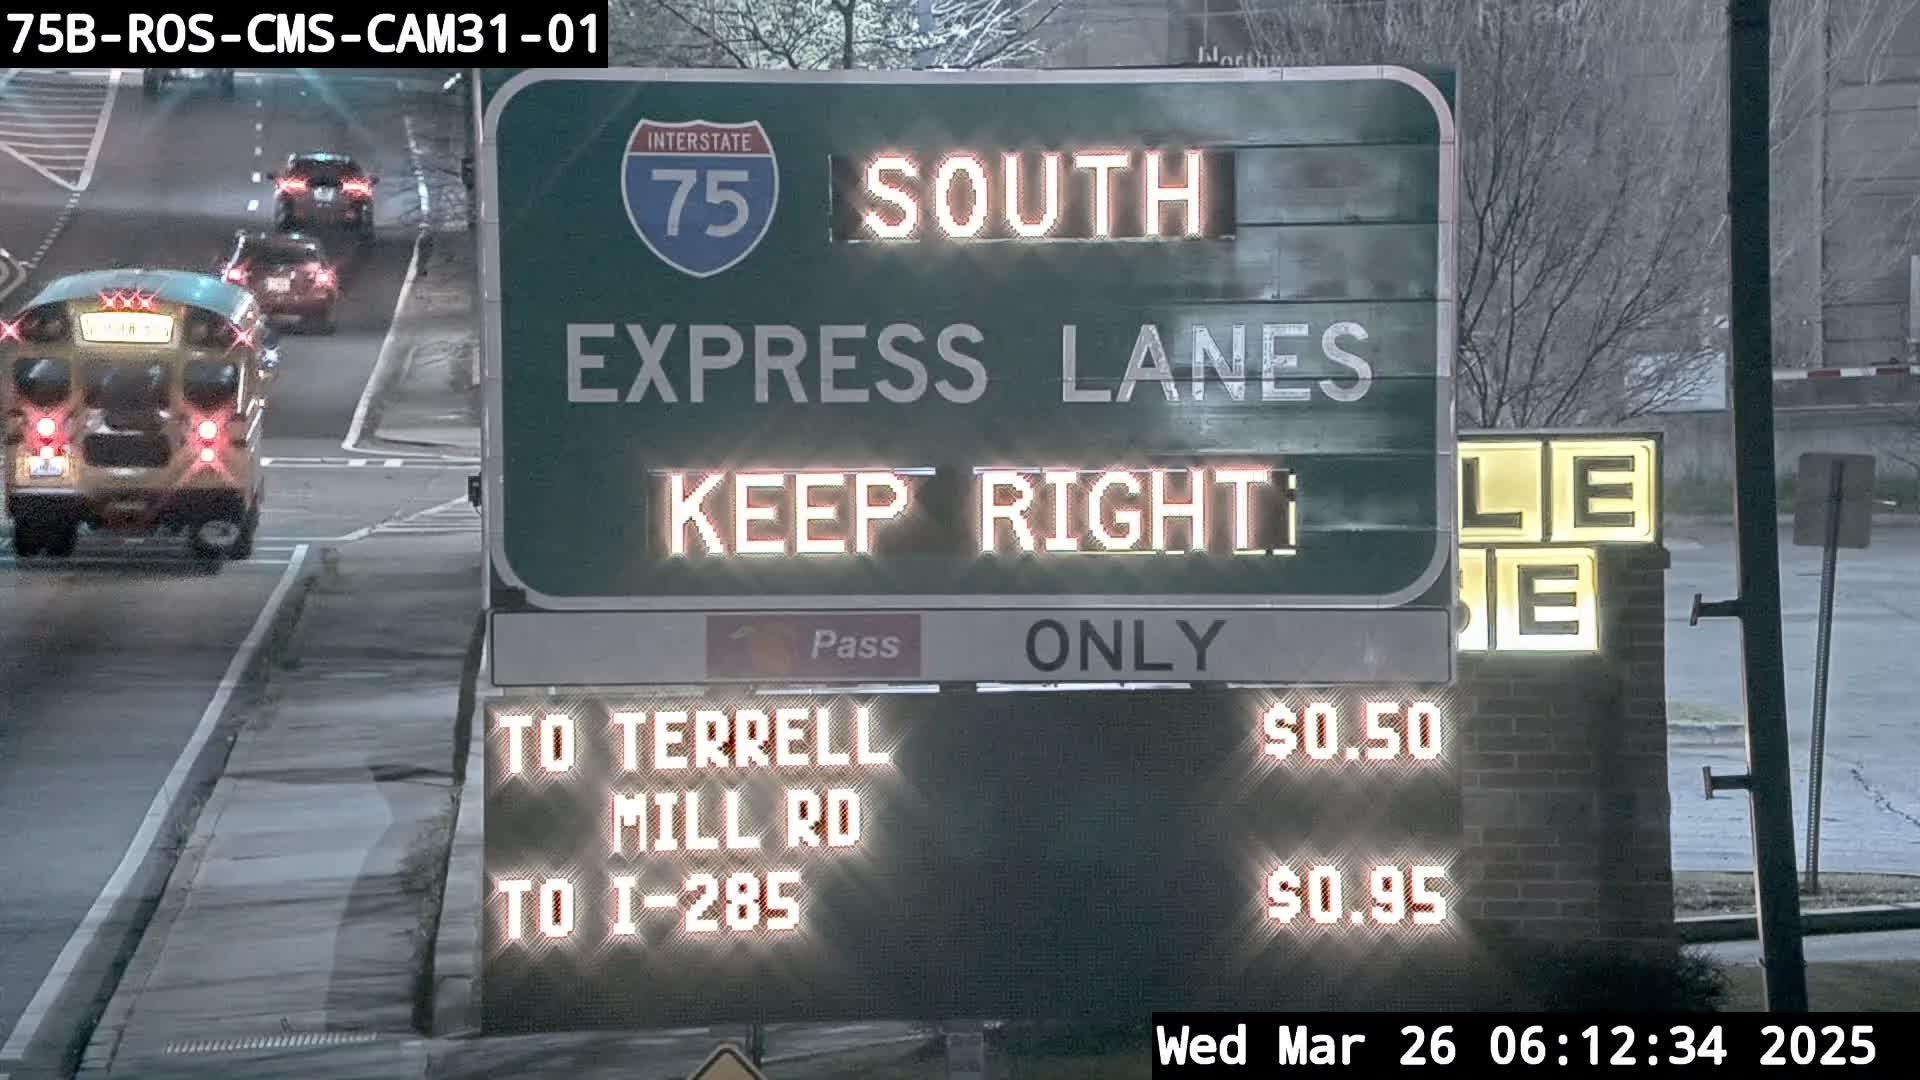 75B-ROS-CMS-CAM31-01
INTERSTATE
75
SOUTH
EXPRESS LANES
KEEP RIGHT
Pass ONLY
TO TERRELL $0.50
MILL RD
TO I-285 $0.95
LE
E
Wed Mar 26 06:12:34 2025